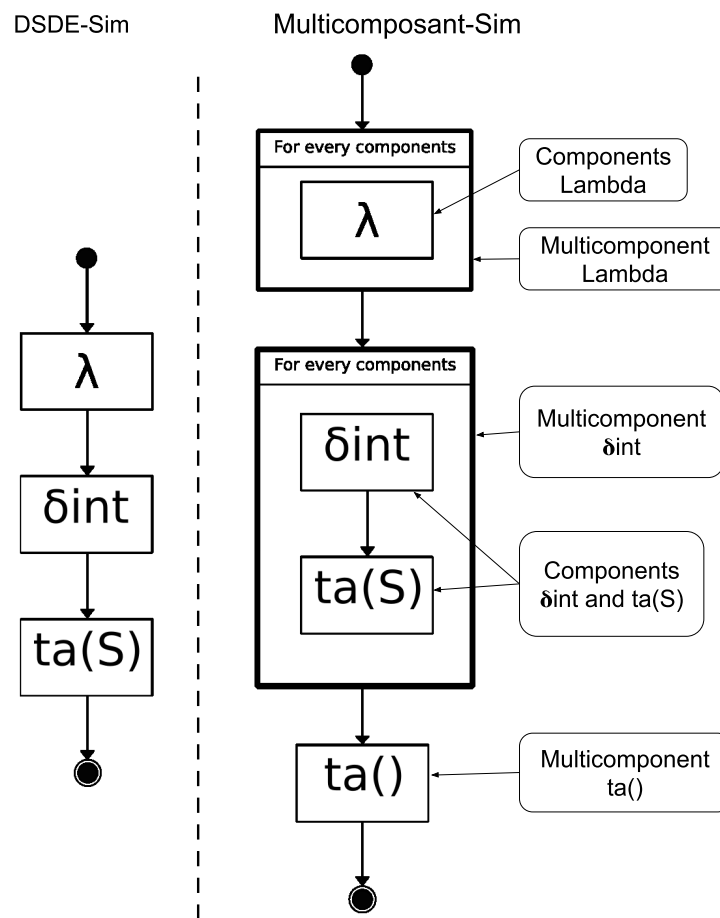 DSDE-Sim
λ
δint
ta(S)
Multicomposant-Sim
For every components
λ
Components
Lambda
Multicomponent
Lambda
For every components
δint
ta(S)
Multicomponent
δint
Components
δint and ta(S)
ta()
Multicomponent
ta()